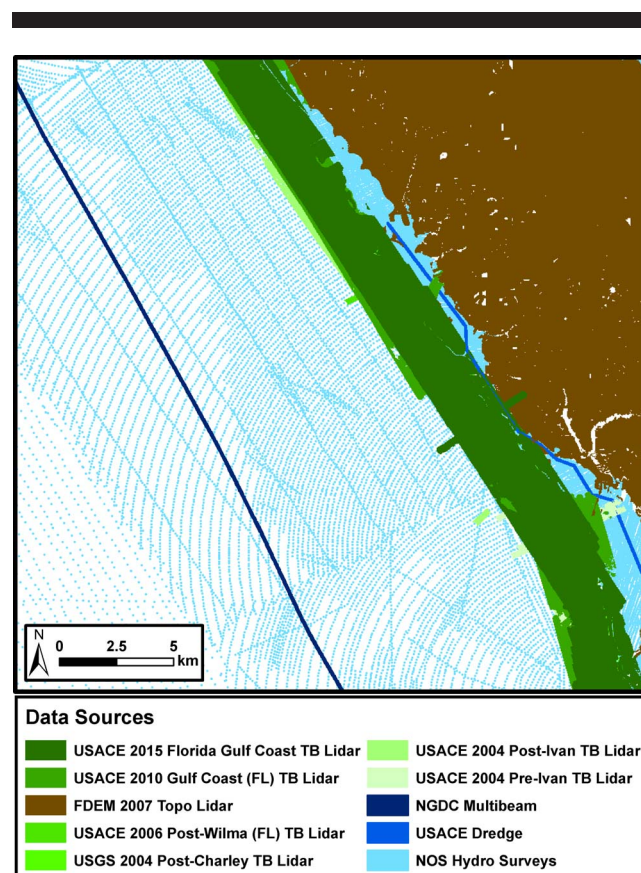 N
0 2.5 5
km
Data Sources
USACE 2015 Florida Gulf Coast TB Lidar
USACE 2010 Gulf Coast (FL) TB Lidar
FDEM 2007 Topo Lidar
USACE 2006 Post-Wilma (FL) TB Lidar
USGS 2004 Post-Charley TB Lidar
USACE 2004 Post-Ivan TB Lidar
USACE 2004 Pre-Ivan TB Lidar
NGDC Multibeam
USACE Dredge
NOS Hydro Surveys